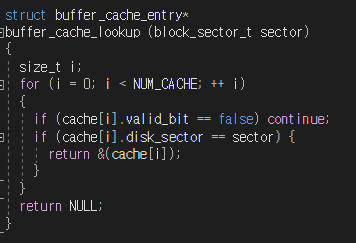 struct buffer_cache_entry*
buffer_cache_lookup (block_sector_t sector)
{
size_t i;
for (i = 0; i < NUM_CACHE; ++ i)
{
if (cache[i].valid_bit == false) continue;
if (cache[i].disk_sector == sector) {
return &(cache[i]);
}
}
return NULL;
}